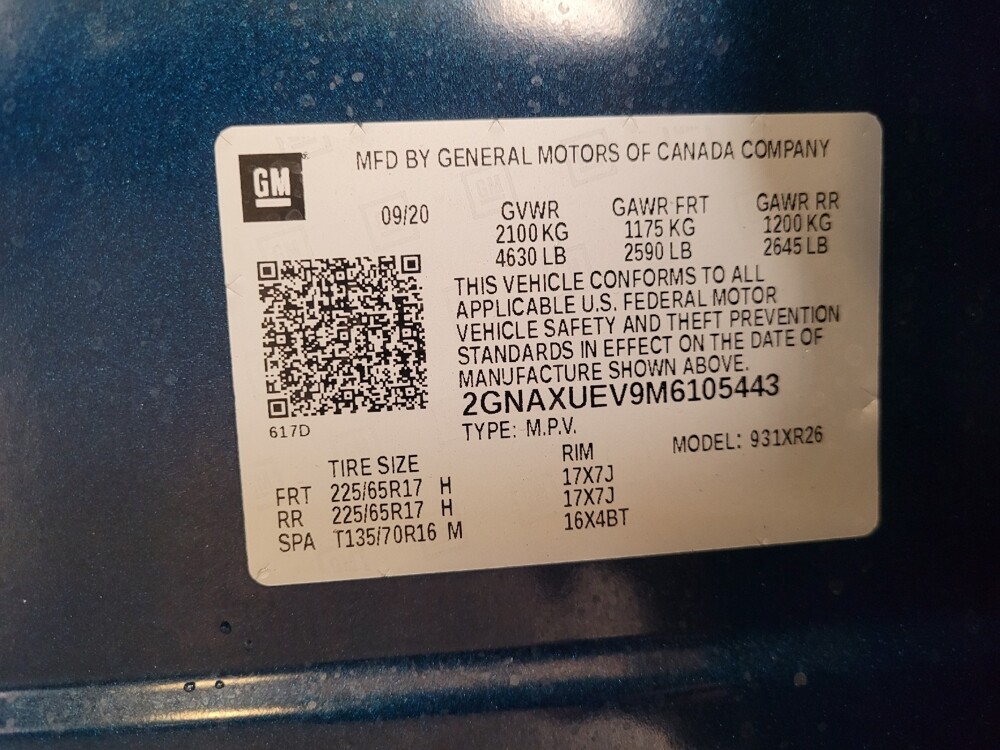 GM
MFD BY GENERAL MOTORS OF CANADA COMPANY
09/20
GVWR GAWR FRT GAWR RR
2100 KG 1175 KG 1200 KG
4630 LB 2590 LB 2645 LB
THIS VEHICLE CONFORMS TO ALL
APPLICABLE U.S. FEDERAL MOTOR
VEHICLE SAFETY AND THEFT PREVENTION
STANDARDS IN EFFECT ON THE DATE OF
MANUFACTURE SHOWN ABOVE.
2GNAXUEV9M6105443
617D
TYPE: M.P.V.
MODEL: 931XR26
TIRE SIZE RIM
FRT 225/65R17 H 17X7J
RR 225/65R17 H 17X7J
SPA T135/70R16 M 16X4BT